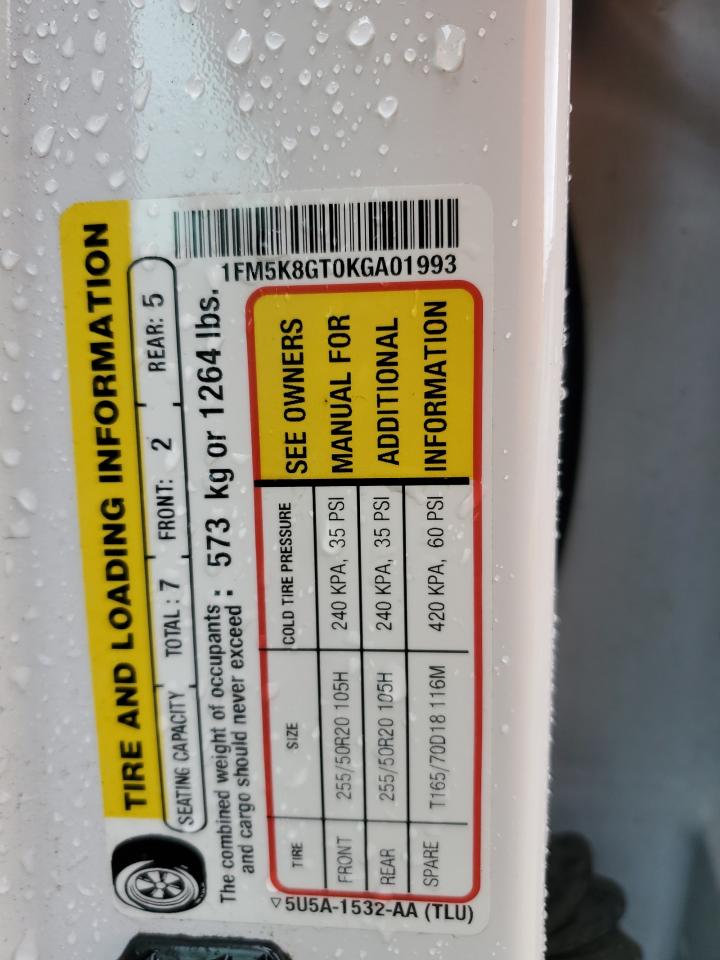 TIRE AND LOADING INFORMATION
SEATING CAPACITY TOTAL : 7 FRONT: 2 REAR: 5
The combined weight of occupants and cargo should never exceed : 573 kg or 1264 lbs.
TIRE SIZE COLD TIRE PRESSURE
FRONT 255/50R20 105H 240 KPA, 35 PSI
REAR 255/50R20 105H 240 KPA, 35 PSI
SPARE T165/70D18 116M 420 KPA, 60 PSI
SEE OWNERS
MANUAL FOR
ADDITIONAL
INFORMATION
1FM5K8GT0KGA01993
▽5U5A-1532-AA (TLU)